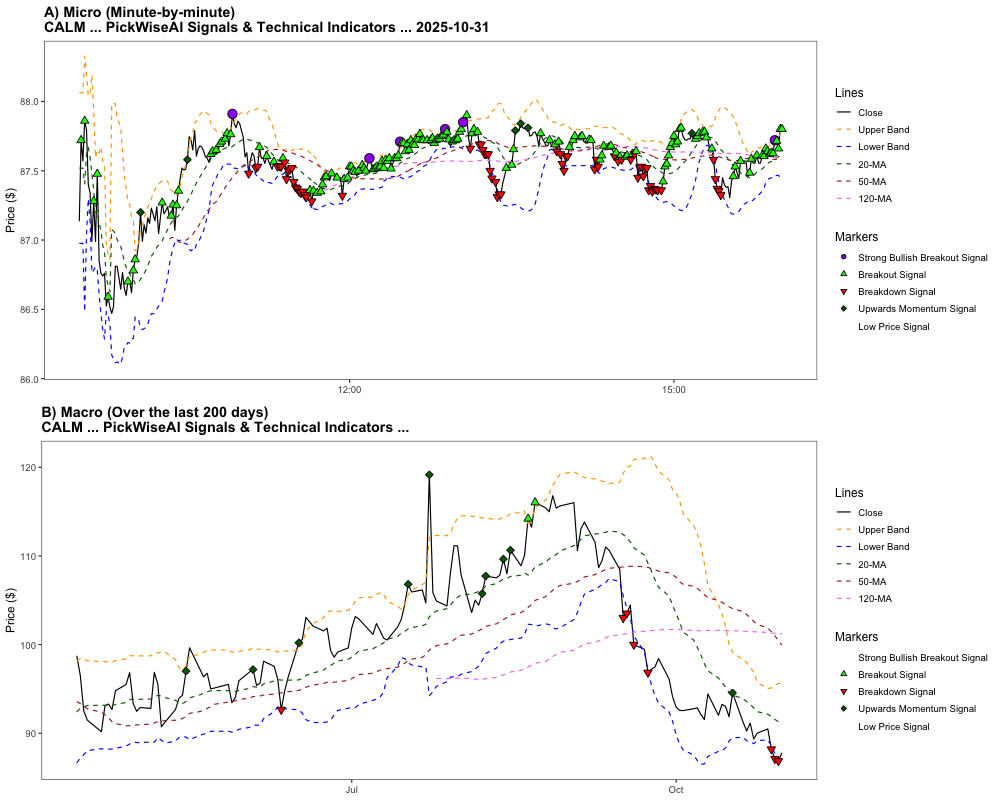 A) Micro (Minute-by-minute)
CALM ... PickWiseAI Signals & Technical Indicators ... 2025-10-31
Price ($)
88.0
87.5
87.0
86.5
86.0
12:00
15:00
Lines
Close
Upper Band
Lower Band
20-MA
50-MA
120-MA
Markers
Strong Bullish Breakout Signal
Breakout Signal
Breakdown Signal
Upwards Momentum Signal
Low Price Signal
B) Macro (Over the last 200 days)
CALM ... PickWiseAI Signals & Technical Indicators ...
Price ($)
120
110
100
90
Jul
Oct
Lines
Close
Upper Band
Lower Band
20-MA
50-MA
120-MA
Markers
Strong Bullish Breakout Signal
Breakout Signal
Breakdown Signal
Upwards Momentum Signal
Low Price Signal